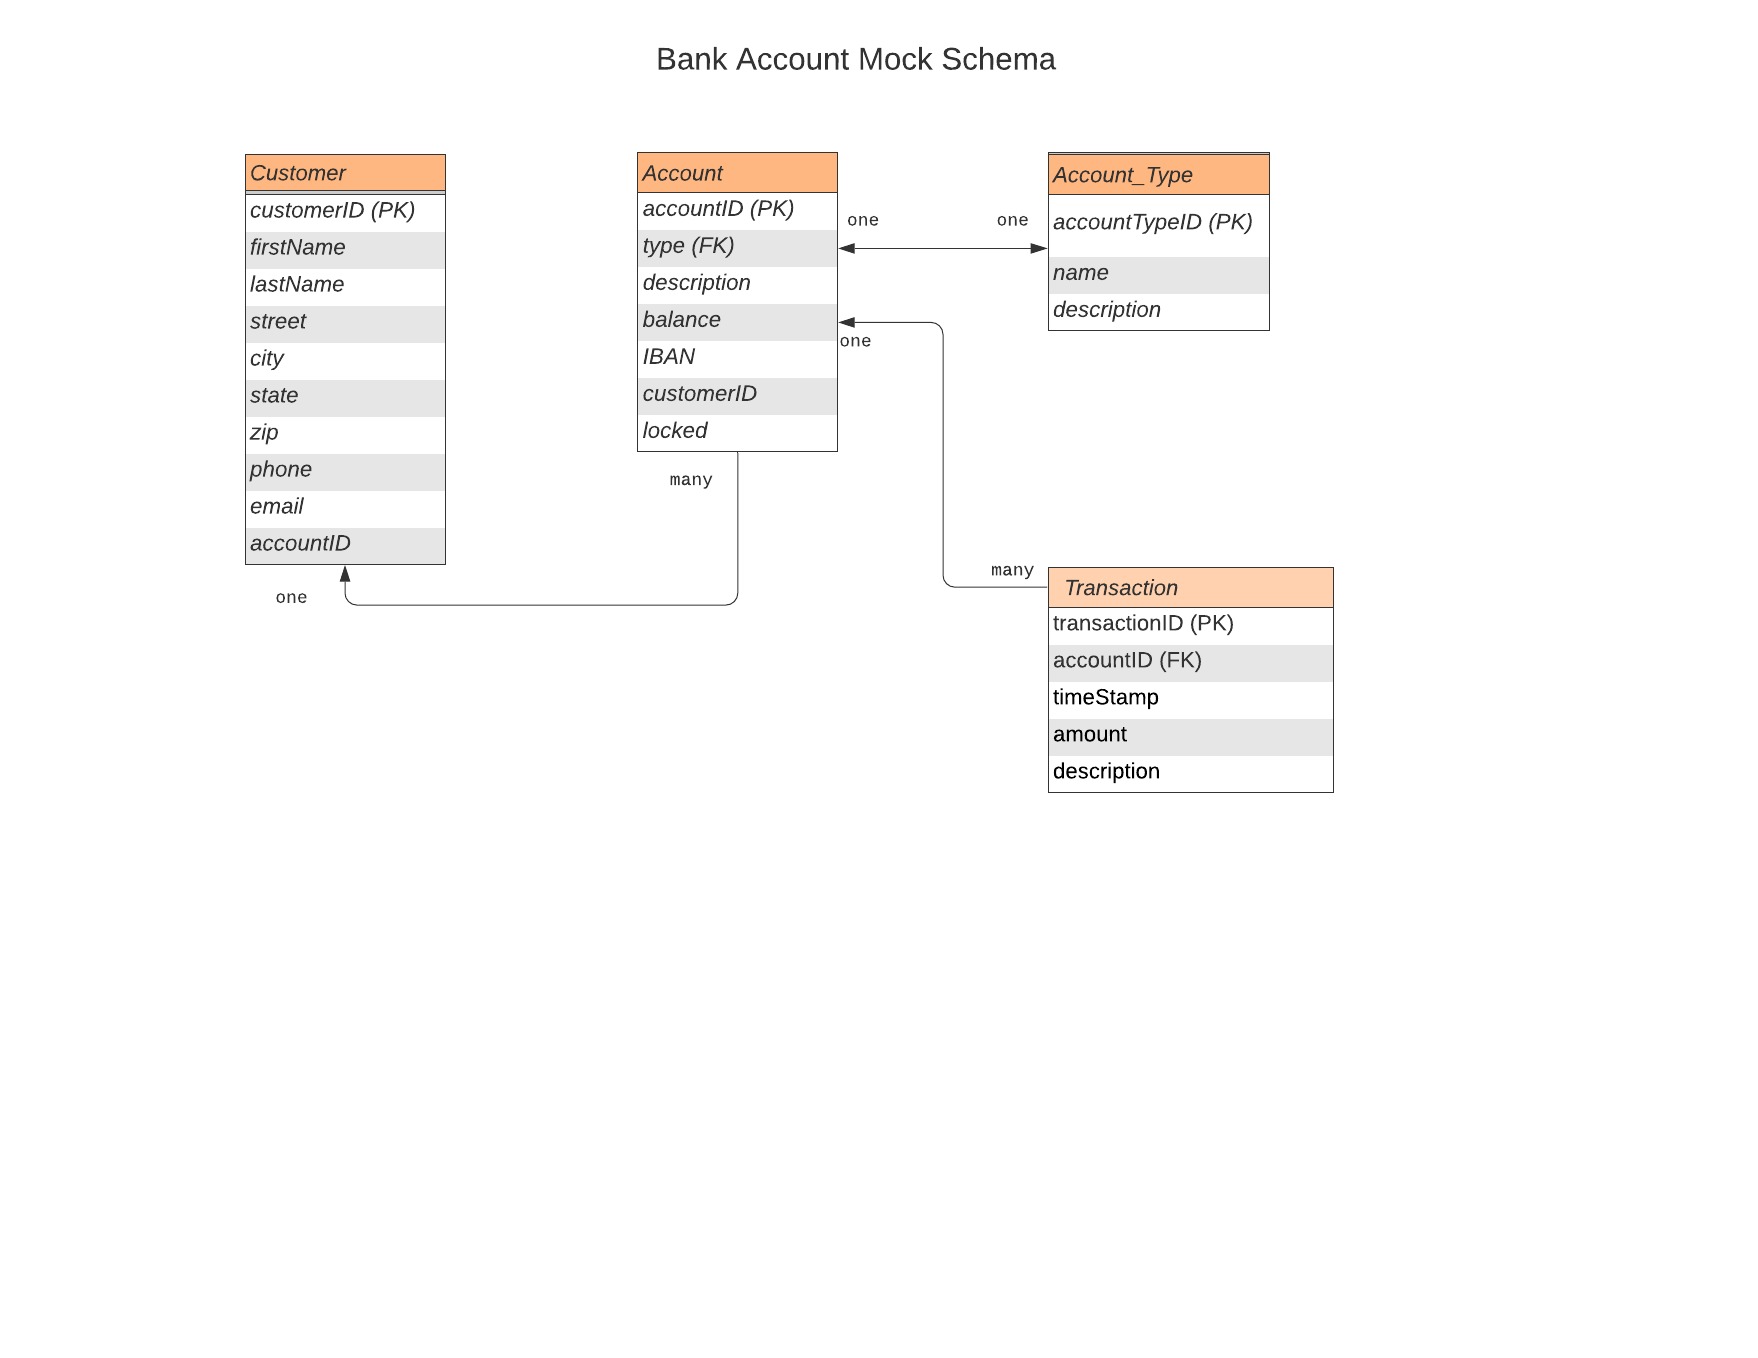 Bank Account Mock Schema
Customer
customerID (PK)
firstName
lastName
street
city
state
zip
phone
email
accountID
one
Account
accountID (PK)
type (FK)
description
balance
IBAN
customerID
locked
many
one
one
one
Account_Type
accountTypeID (PK)
name
description
many
Transaction
transactionID (PK)
accountID (FK)
timeStamp
amount
description